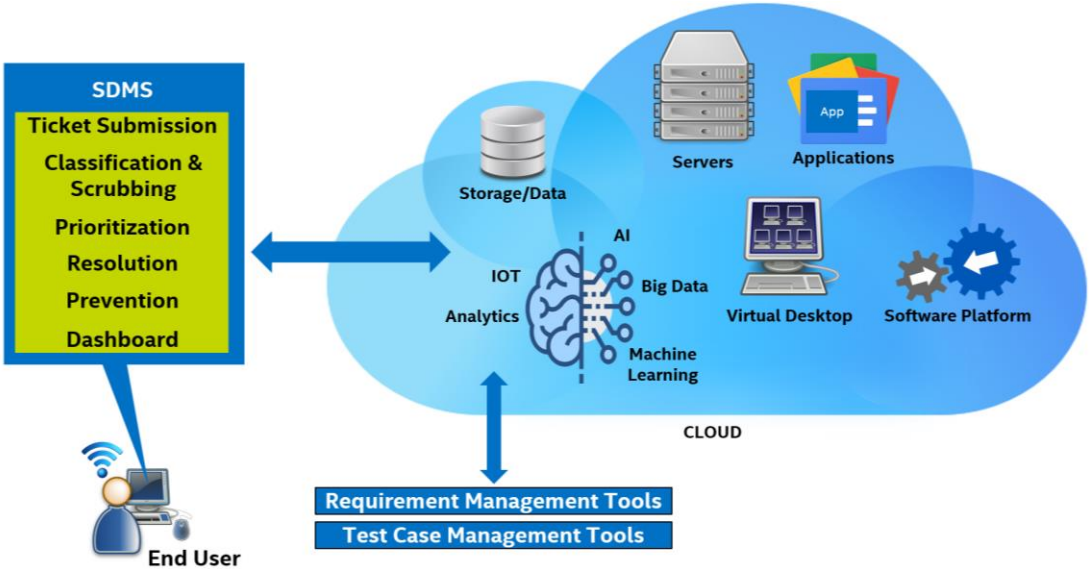 SDMS
Ticket Submission
Classification &
Scrubbing
Prioritization
Resolution
Prevention
Dashboard
End User
Storage/Data
Servers
App
Applications
AI
IOT
Big Data
Analytics
Machine
Learning
Virtual Desktop
Software Platform
CLOUD
Requirement Management Tools
Test Case Management Tools